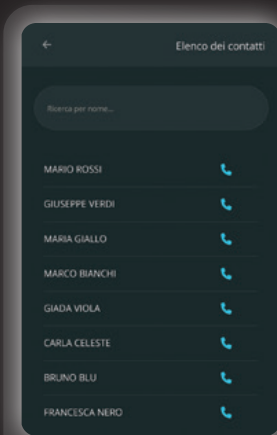 Elenco dei contatti
Ricerca per nome...
MARIO ROSSI
GIUSEPPE VERDI
MARIA GIALLO
MARCO BIANCHI
GIADA VIOLA
CARLA CELESTE
BRUNO BLU
FRANCESCA NERO